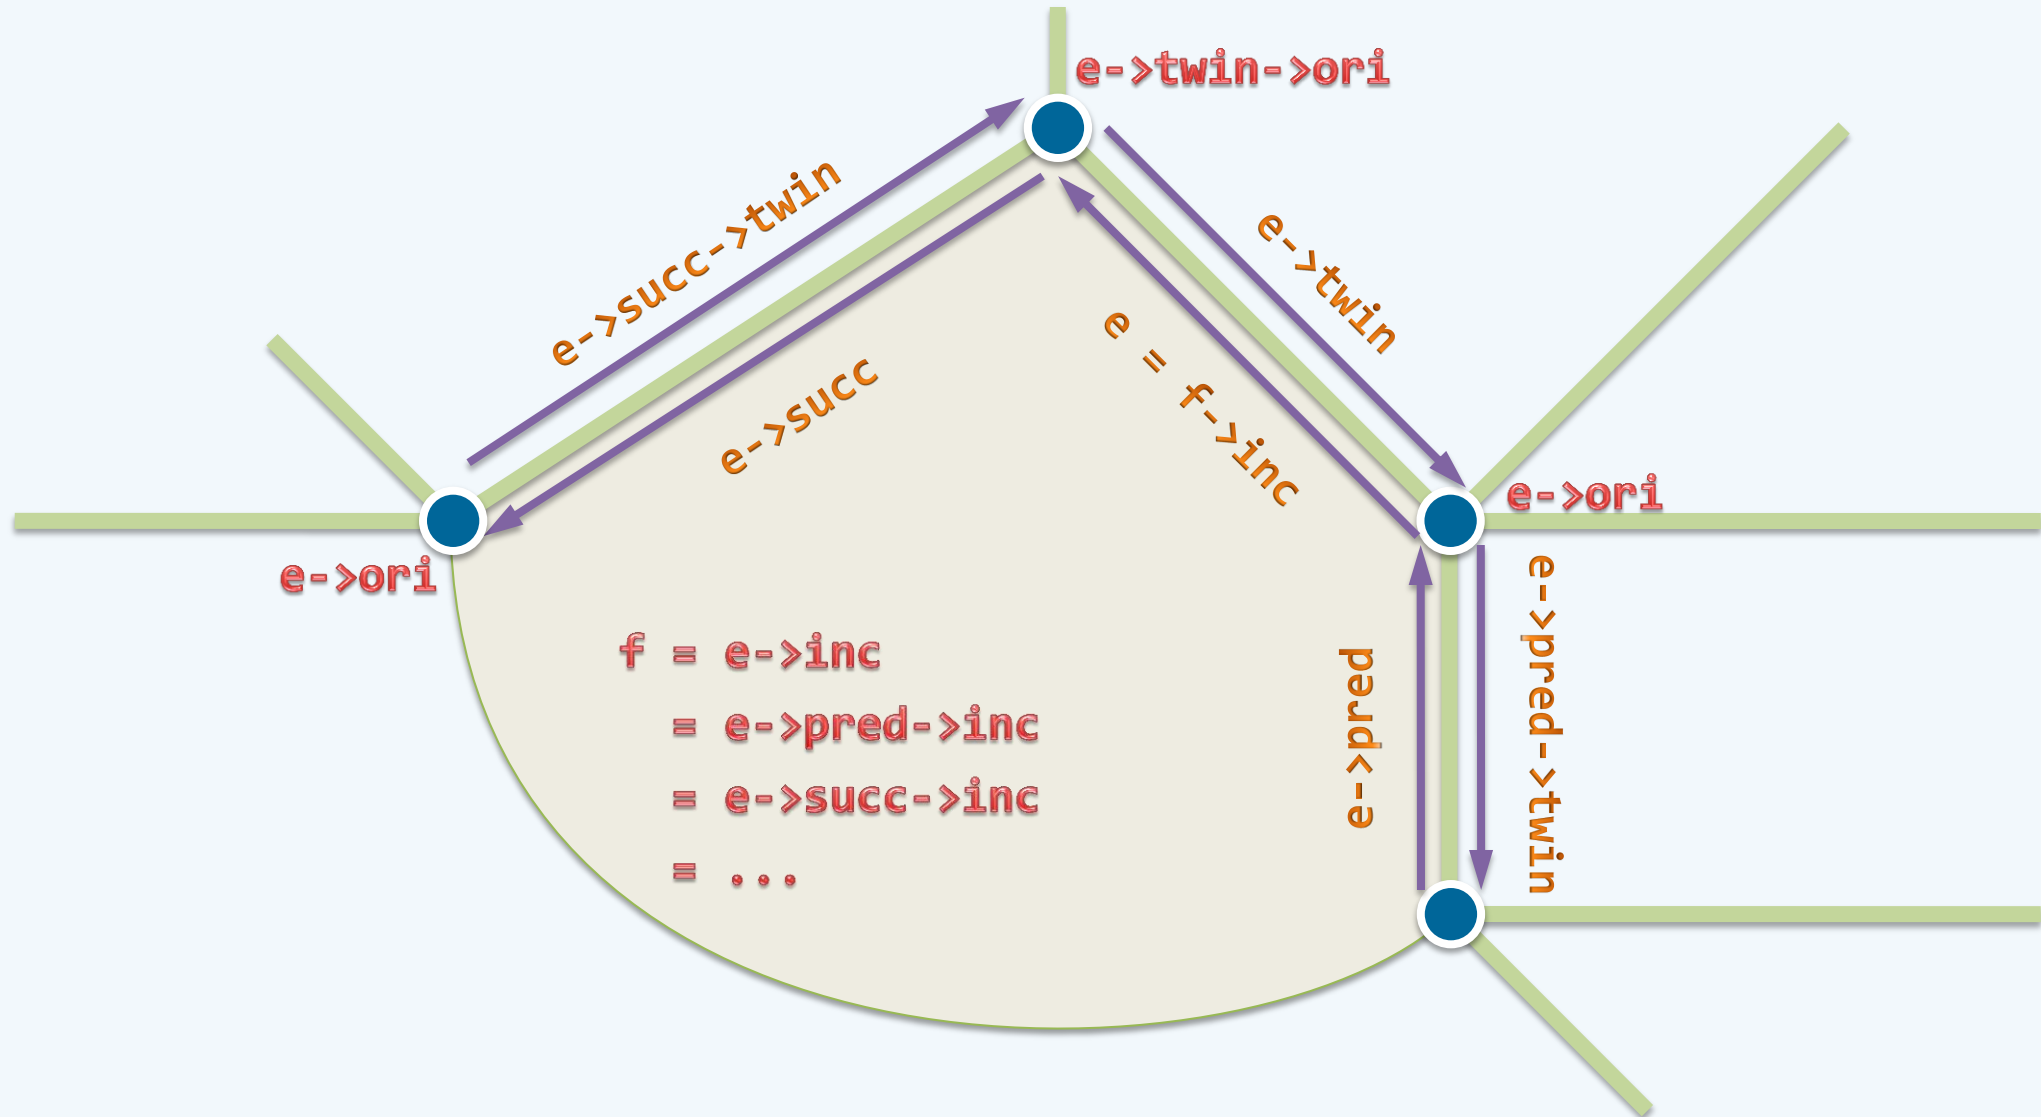 e->twin->ori
e->succ->twin
e->twin
e->succ
e = f->inc
e->ori
e->ori
f = e->inc
= e->pred->inc
= e->succ->inc
= ...
e->pred
e->pred->twin